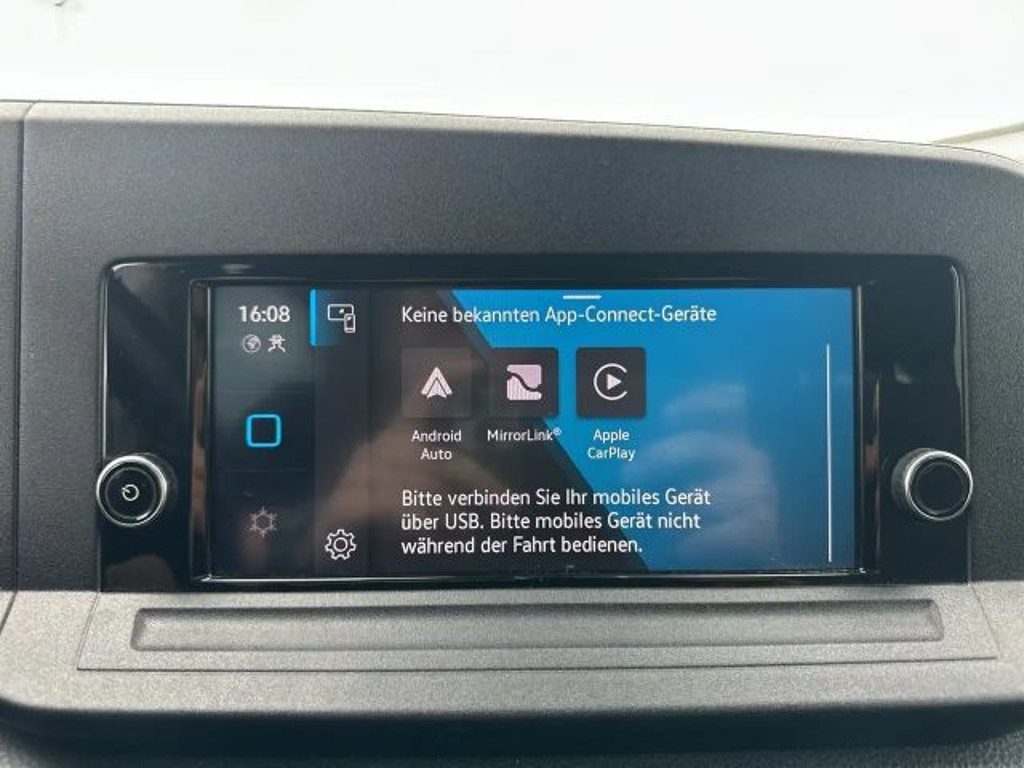 16:08
Keine bekannten App-Connect-Geräte
Android
Auto
MirrorLink®
Apple
CarPlay
Bitte verbinden Sie Ihr mobiles Gerät
über USB. Bitte mobiles Gerät nicht
während der Fahrt bedienen.